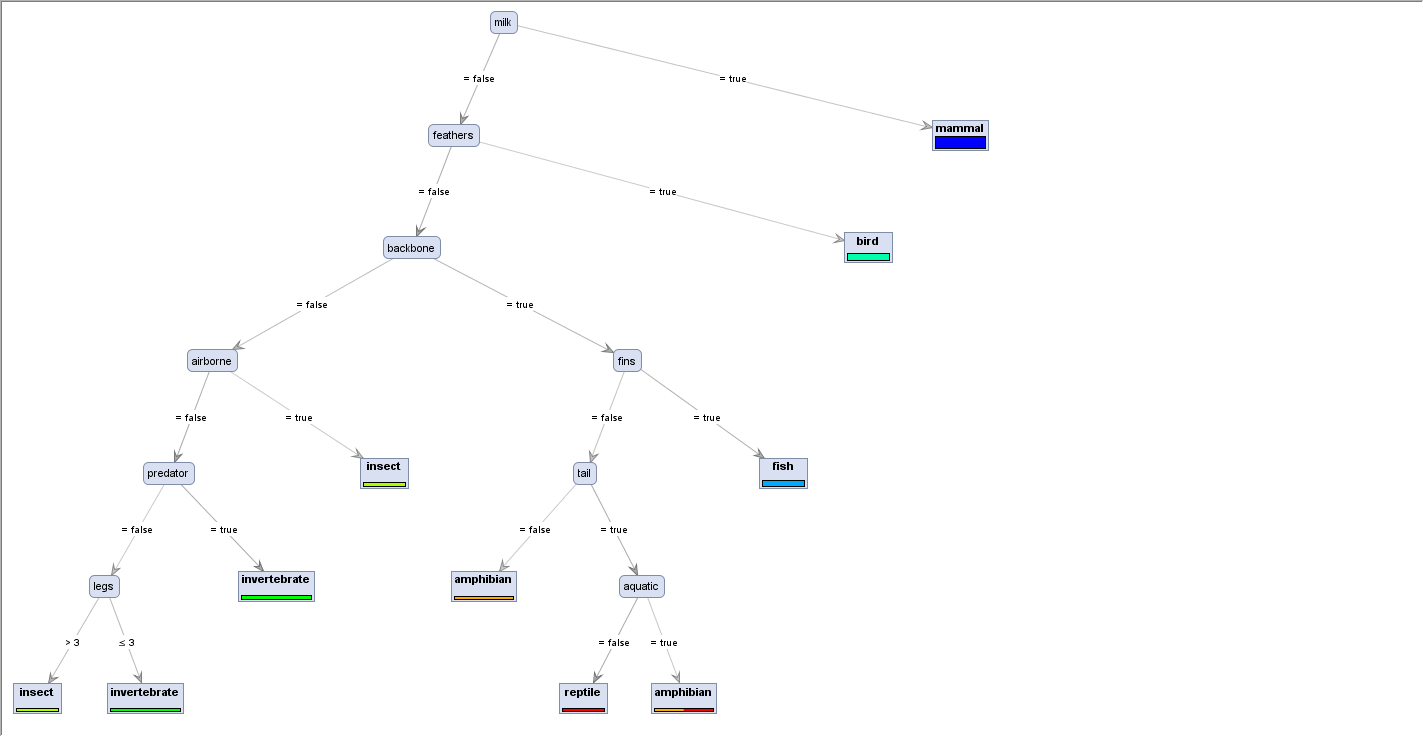 milk
= false
= true
feathers
mammal
= false
= true
backbone
bird
= false
= true
airborne
fins
= false
= true
= false
= true
predator
insect
tail
fish
= false
= true
= false
= true
legs
invertebrate
amphibian
aquatic
> 3
≤ 3
= false
= true
insect
invertebrate
reptile
amphibian